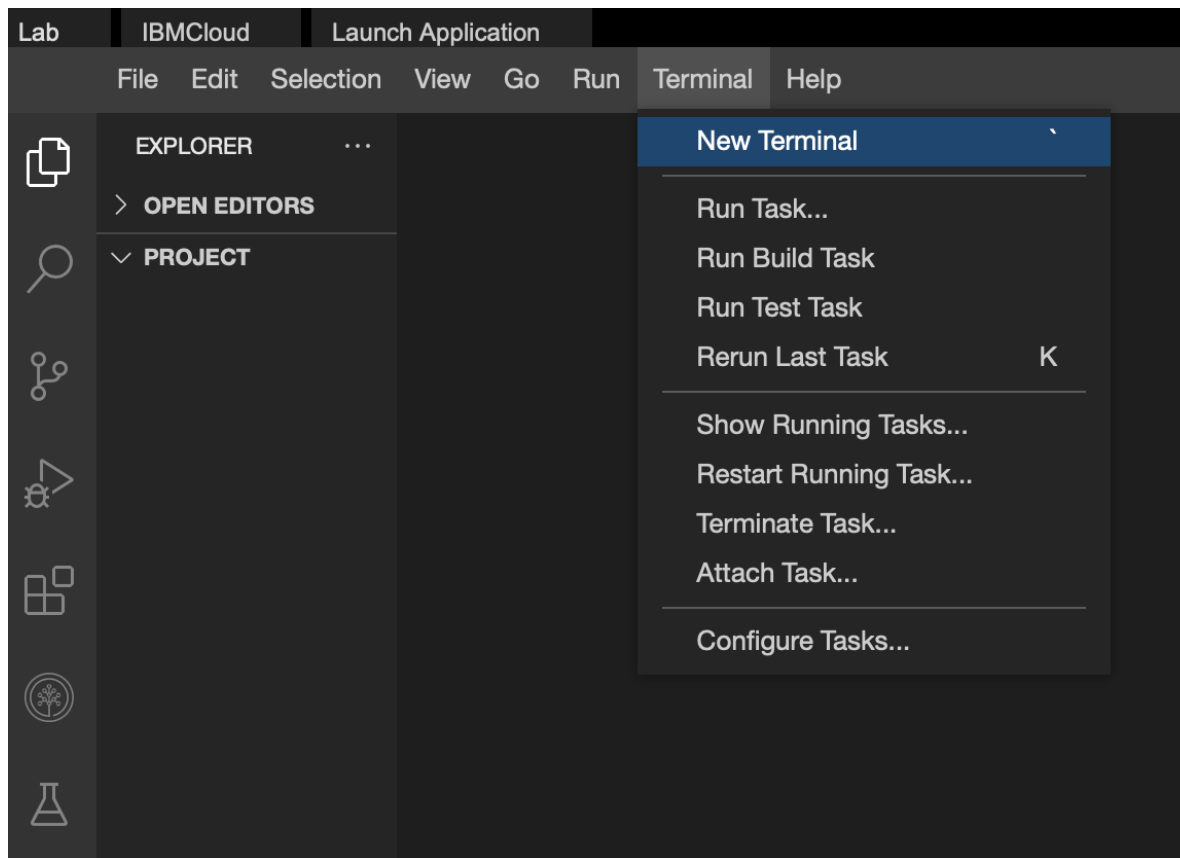 Lab IBMCloud Launch Application
File Edit Selection View Go Run Terminal Help
EXPLORER ...
OPEN EDITORS
PROJECT
New Terminal `
Run Task...
Run Build Task
Run Test Task
Rerun Last Task K
Show Running Tasks...
Restart Running Task...
Terminate Task...
Attach Task...
Configure Tasks...